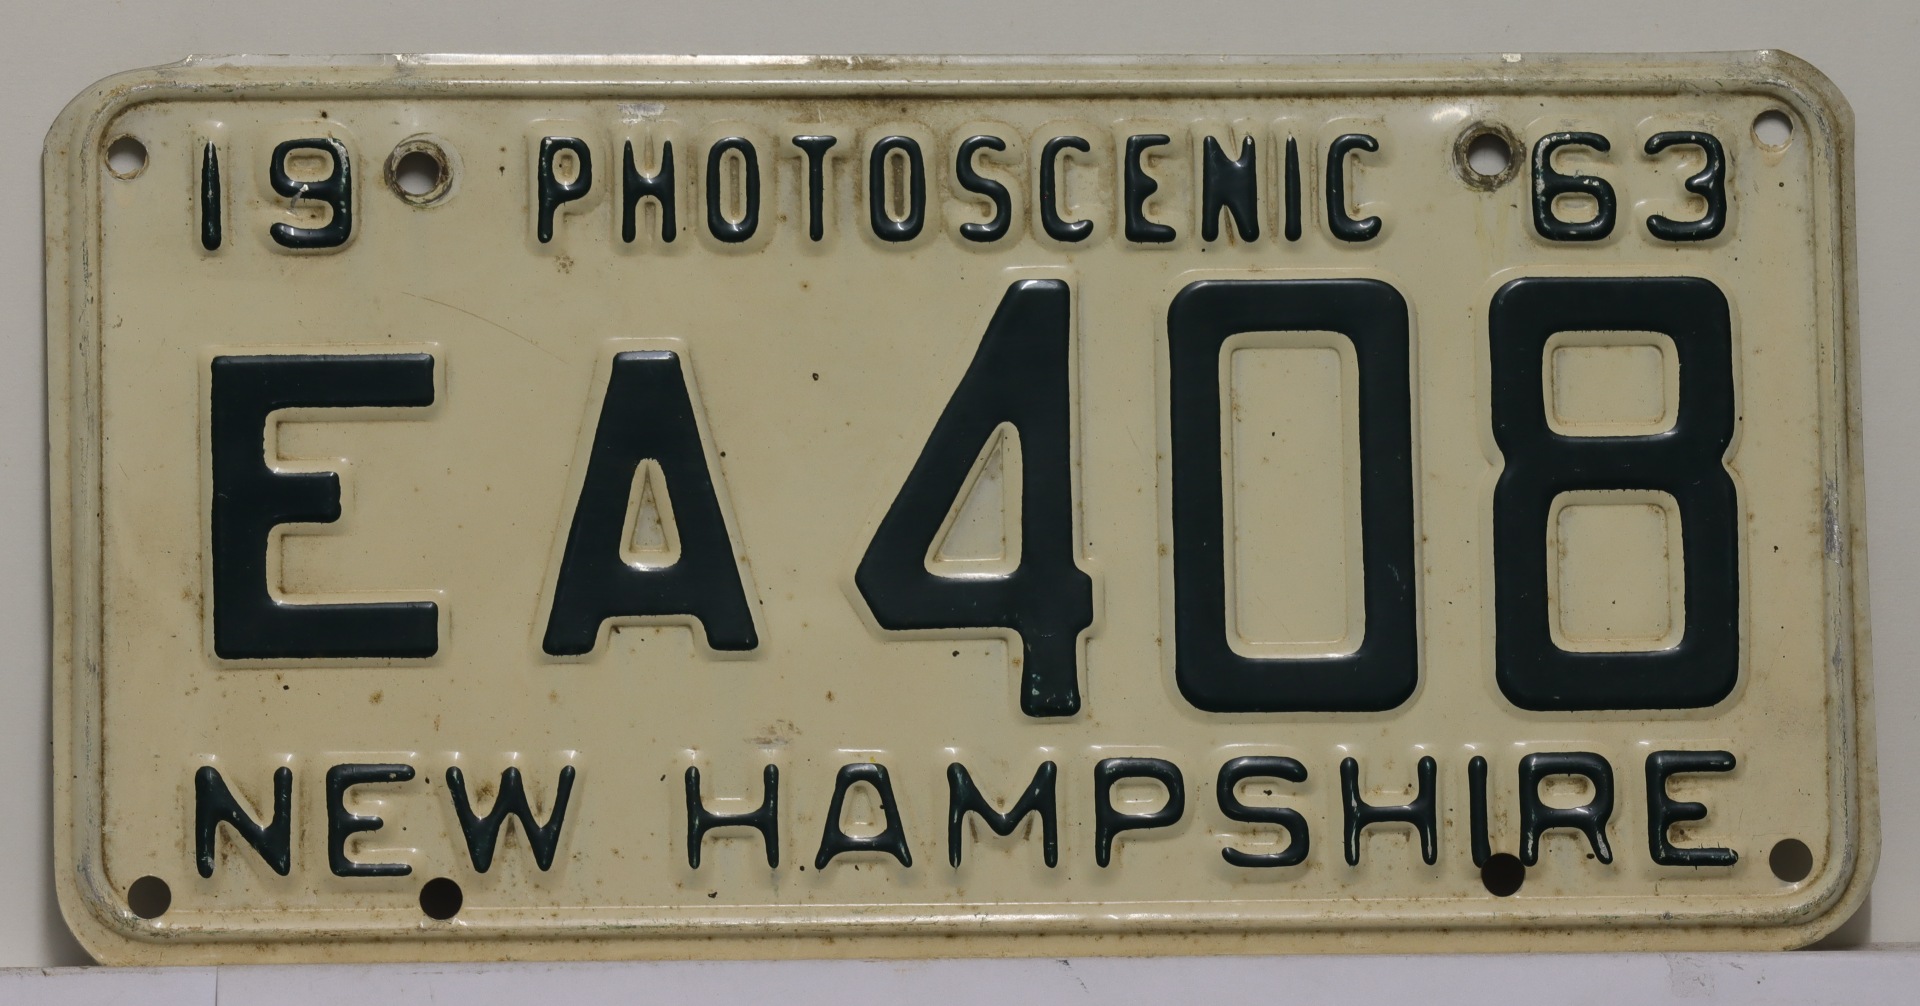 19 PHOTOSCENIC 63
EA408
NEW HAMPSHIRE